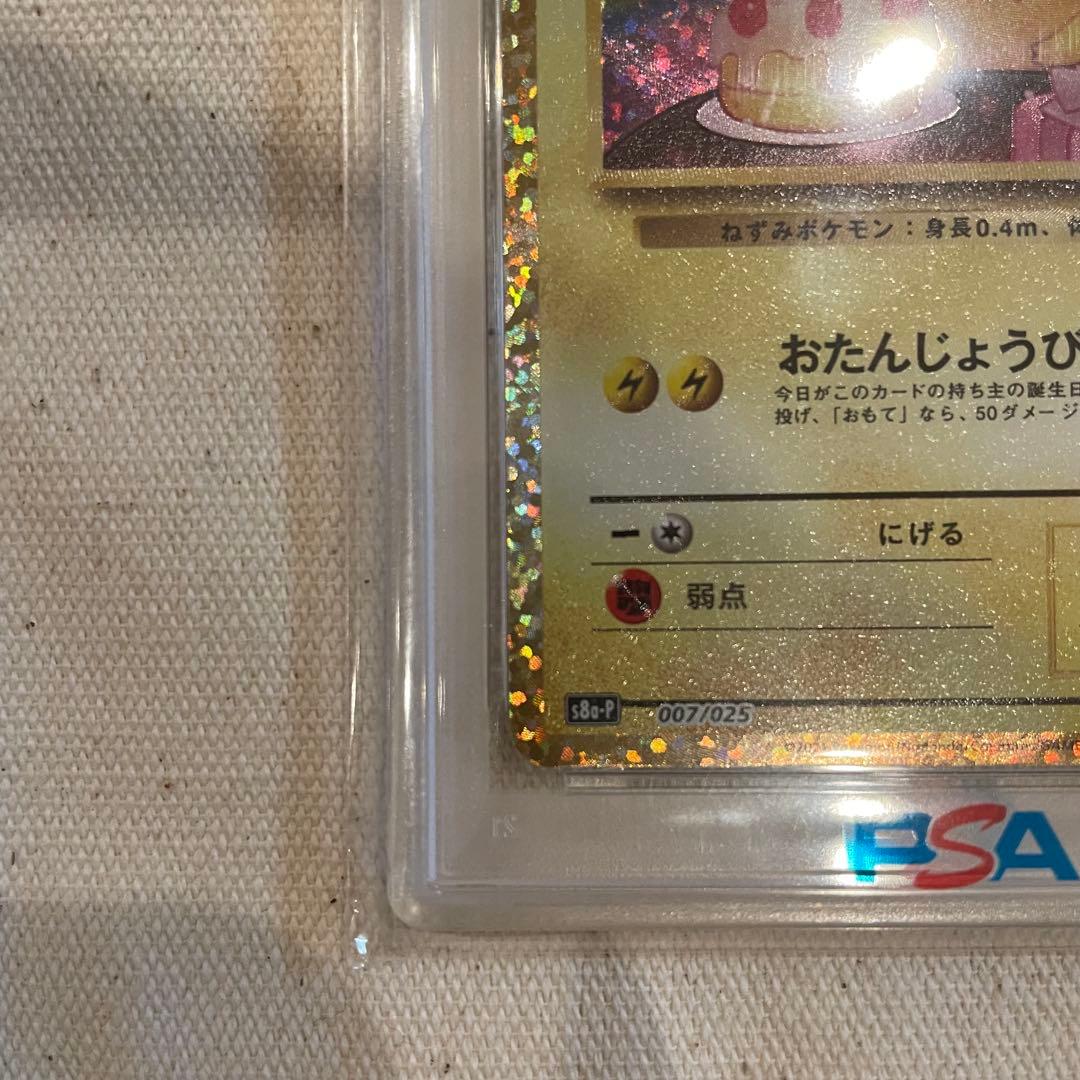 ねずみポケモン：身長0.4m、体
おたんじょうび
今日がこのカードの持ち主の誕生日
投げ、「おもて」なら、50ダメージ
にげる
弱点
s8a-P 007/025
PSA